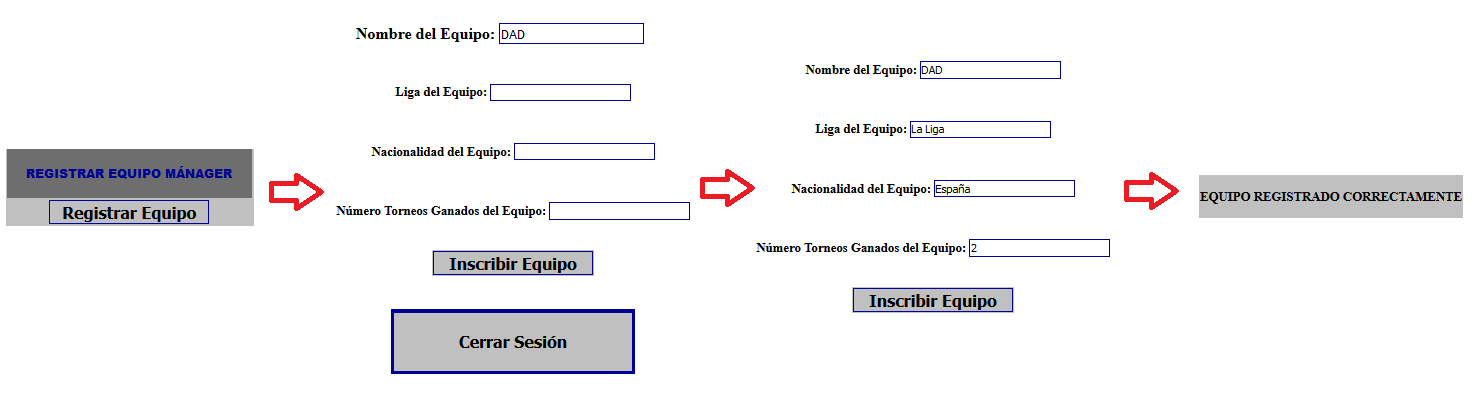 REGISTRAR EQUIPO MÁNAGER
Registrar Equipo
Nombre del Equipo: DAD
Liga del Equipo:
Nacionalidad del Equipo:
Número Torneos Ganados del Equipo:
Inscribir Equipo
Cerrar Sesión
Nombre del Equipo: DAD
Liga del Equipo: La Liga
Nacionalidad del Equipo: España
Número Torneos Ganados del Equipo: 2
Inscribir Equipo
EQUIPO REGISTRADO CORRECTAMENTE